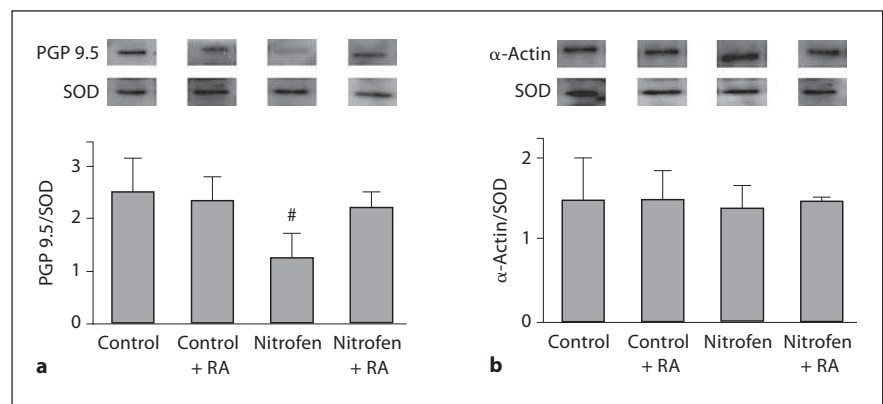 PGP 9.5
SOD
PGP 9.5/SOD
3
2
1
0
#
Control
Control + RA
Nitrofen
Nitrofen + RA
a
α-Actin
SOD
α-Actin/SOD
2
1
0
Control
Control + RA
Nitrofen
Nitrofen + RA
b